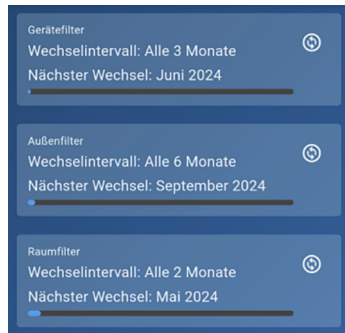 Gerätefilter
Wechselintervall: Alle 3 Monate
Nächster Wechsel: Juni 2024
Außenfilter
Wechselintervall: Alle 6 Monate
Nächster Wechsel: September 2024
Raumfilter
Wechselintervall: Alle 2 Monate
Nächster Wechsel: Mai 2024